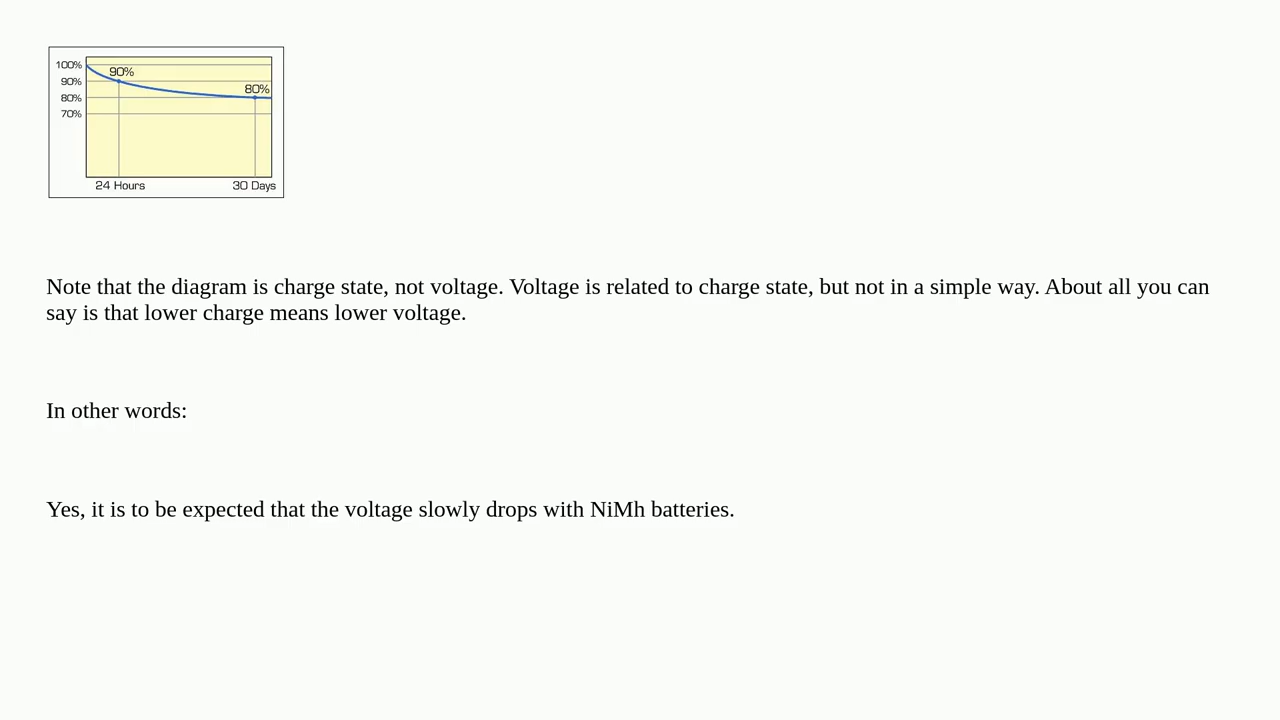 100%
90%
90%
80%
80%
70%
24 Hours 30 Days
Note that the diagram is charge state, not voltage. Voltage is related to charge state, but not in a simple way. About all you can
say is that lower charge means lower voltage.
In other words:
Yes, it is to be expected that the voltage slowly drops with NiMh batteries.